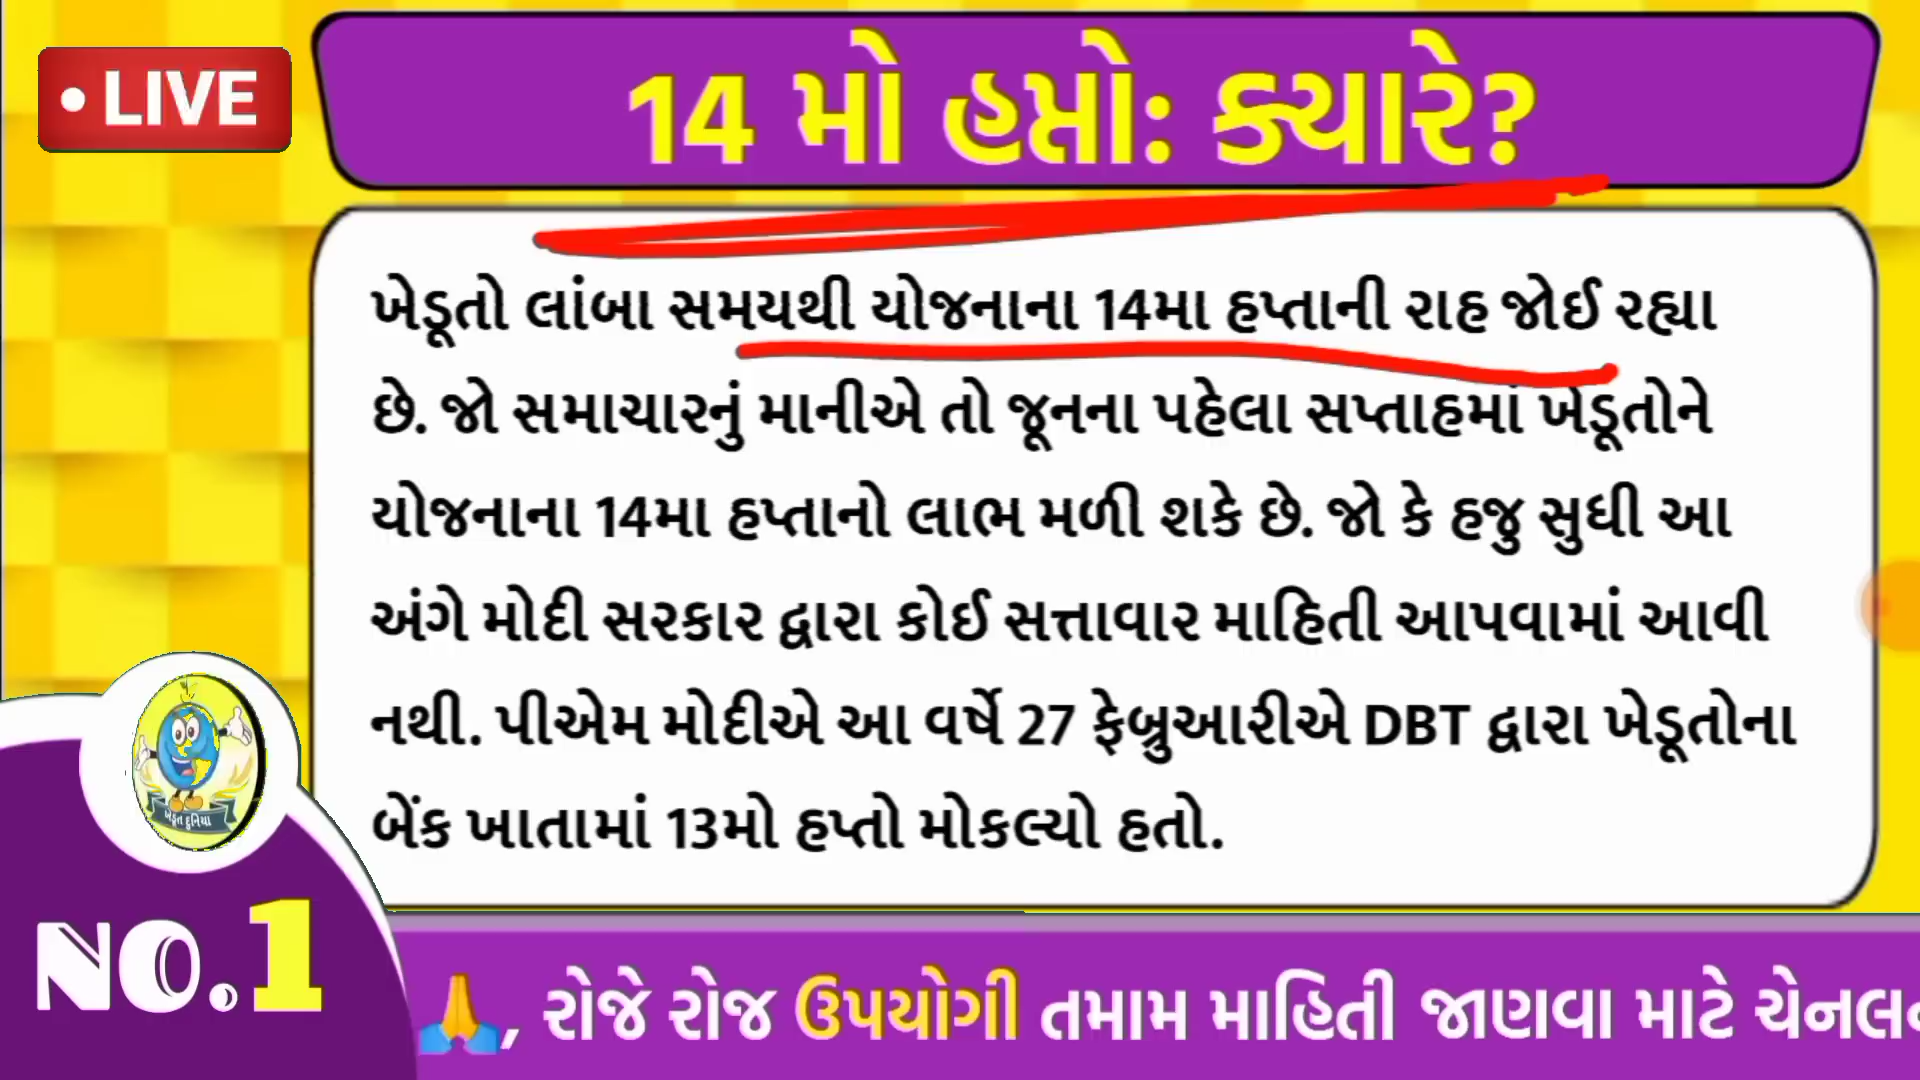 • LIVE
14 મો હપ્તો: ક્યારે?
ખેડૂતો લાંબા સમયથી યોજનાના 14મા હપ્તાની રાહ જોઈ રહ્યા
છે. જો સમાચારનું માનીએ તો જૂનના પહેલા સપ્તાહમાં ખેડૂતોને
યોજનાના 14મા હપ્તાનો લાભ મળી શકે છે. જો કે હજુ સુધી આ
અંગે મોદી સરકાર દ્વારા કોઈ સત્તાવાર માહિતી આપવામાં આવી
નથી. પીએમ મોદીએ આ વર્ષે 27 ફેબ્રુઆરીએ DBT દ્વારા ખેડૂતોના
બેંક ખાતામાં 13મો હપ્તો મોકલ્યો હતો.
ખેડૂત દુનિયા
NO.1
🙏, રોજે રોજ ઉપયોગી તમામ માહિતી જાણવા માટે